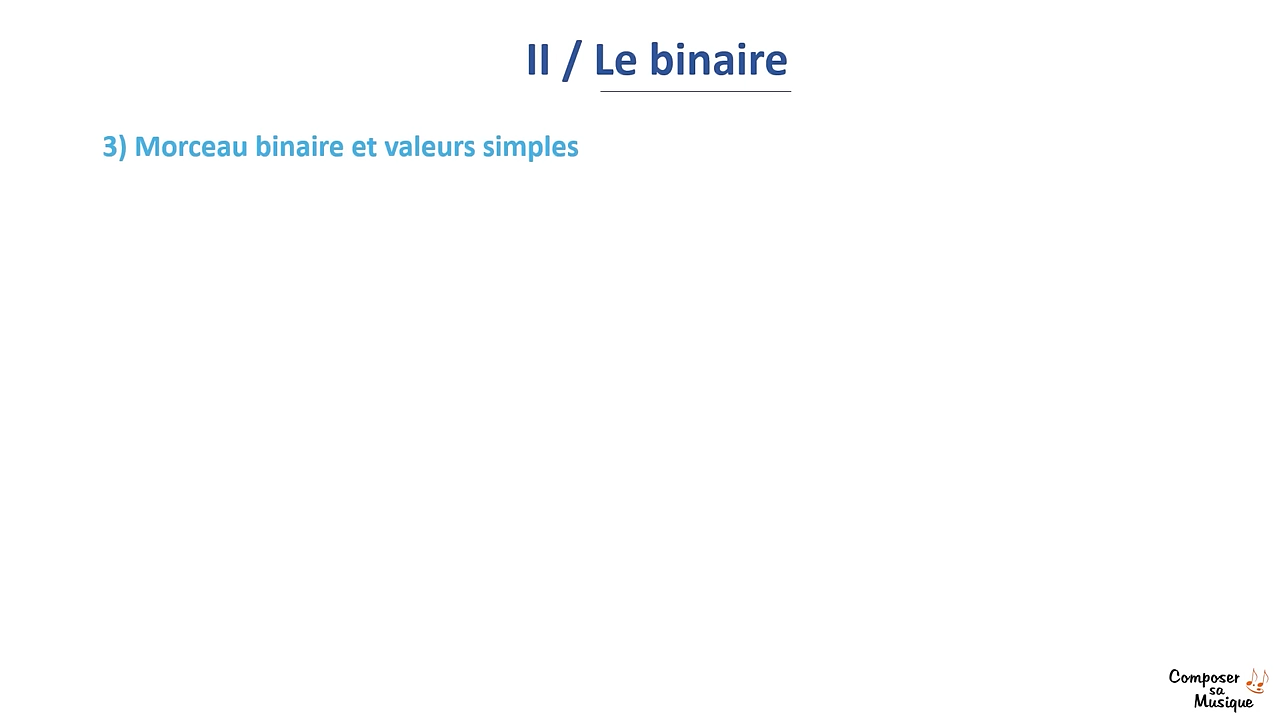 II / Le binaire
3) Morceau binaire et valeurs simples
Composer
sa
Musique